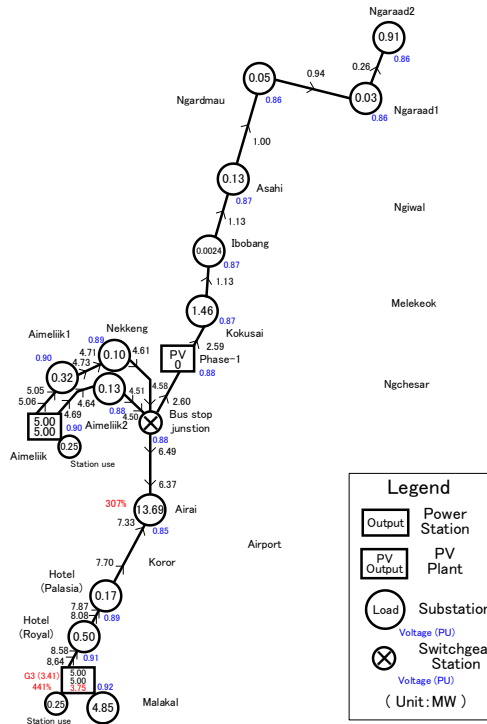 Ngaraad2
0.91
0.86
0.26
0.05
0.94
0.03
Ngardmau
0.86
Ngaraad1
0.86
1.00
0.13
Asahi
0.87
Ngiwal
1.13
Ibobang
0.0024
0.87
1.13
Melekeok
1.46
0.87
Kokusai
Nekkeng
0.89
Aimeliik1
0.90
4.71
4.73
0.10
4.61
2.59
PV
0
Phase-1
0.88
0.32
5.05
5.06
0.13
4.64
4.69
4.51
4.50
4.58
2.60
Ngchesar
0.88
Aimeliik2
Bus stop
junstion
0.88
5.00
5.00
0.90
Aimeliik
0.25
Station use
6.49
6.37
307%
13.69
Airai
7.33
0.85
Airport
Koror
7.70
Hotel
(Palasia)
0.17
0.89
7.87
8.08
Hotel
(Royal)
0.50
0.91
8.58
8.64
G3 (3.41)
441%
5.00
5.00
3.75
0.92
Malakal
0.25
Station use
4.85
Legend
Output
Power
Station
PV
Output
PV
Plant
Load
Substation
Voltage (PU)
Switchgea
Station
Voltage (PU)
( Unit : MW )